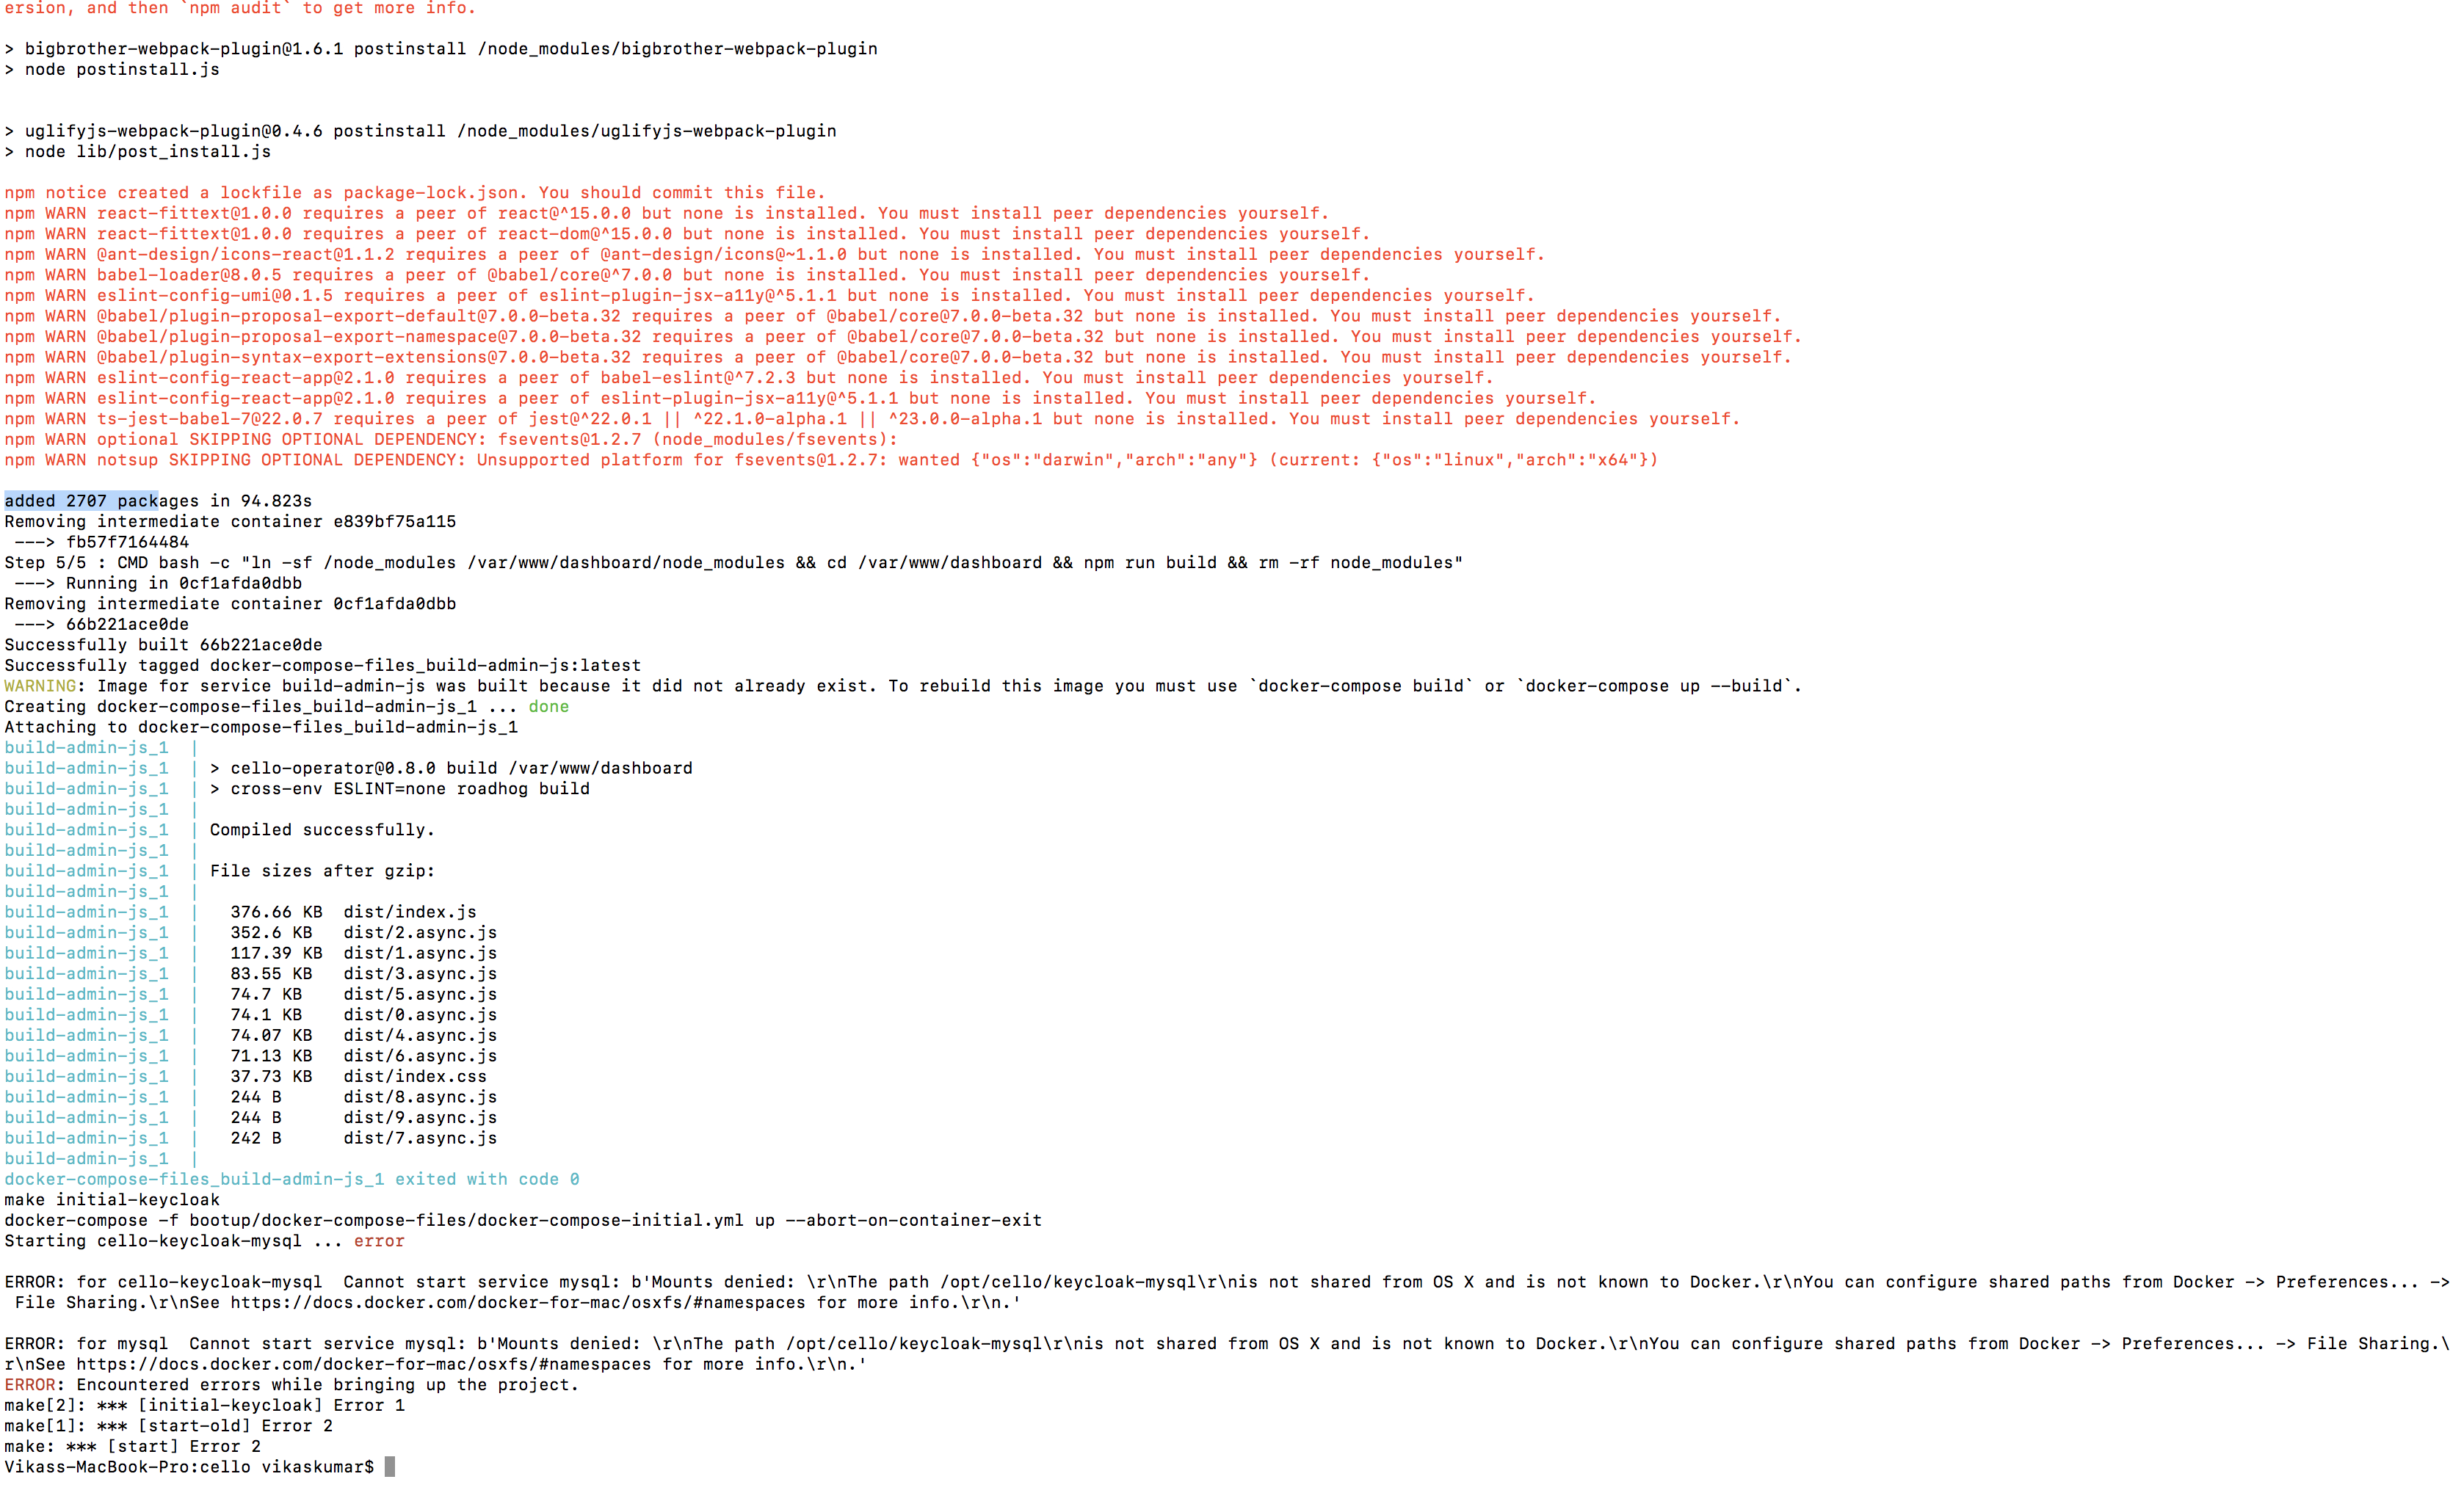 ersion, and then `npm audit` to get more info.
> bigbrother-webpack-plugin@1.6.1 postinstall /node_modules/bigbrother-webpack-plugin
> node postinstall.js
> uglifyjs-webpack-plugin@0.4.6 postinstall /node_modules/uglifyjs-webpack-plugin
> node lib/post_install.js
npm notice created a lockfile as package-lock.json. You should commit this file.
npm WARN react-fittext@1.0.0 requires a peer of react@^15.0.0 but none is installed. You must install peer dependencies yourself.
npm WARN react-fittext@1.0.0 requires a peer of react-dom@^15.0.0 but none is installed. You must install peer dependencies yourself.
npm WARN @ant-design/icons-react@1.1.2 requires a peer of @ant-design/icons@~1.1.0 but none is installed. You must install peer dependencies yourself.
npm WARN babel-loader@8.0.5 requires a peer of @babel/core@^7.0.0 but none is installed. You must install peer dependencies yourself.
npm WARN eslint-config-umi@0.1.5 requires a peer of eslint-plugin-jsx-a11y@^5.1.1 but none is installed. You must install peer dependencies yourself.
npm WARN @babel/plugin-proposal-export-default@7.0.0-beta.32 requires a peer of @babel/core@7.0.0-beta.32 but none is installed. You must install peer dependencies yourself.
npm WARN @babel/plugin-proposal-export-namespace@7.0.0-beta.32 requires a peer of @babel/core@7.0.0-beta.32 but none is installed. You must install peer dependencies yourself.
npm WARN @babel/plugin-syntax-export-extensions@7.0.0-beta.32 requires a peer of @babel/core@7.0.0-beta.32 but none is installed. You must install peer dependencies yourself.
npm WARN eslint-config-react-app@2.1.0 requires a peer of babel-eslint@^7.2.3 but none is installed. You must install peer dependencies yourself.
npm WARN eslint-config-react-app@2.1.0 requires a peer of eslint-plugin-jsx-a11y@^5.1.1 but none is installed. You must install peer dependencies yourself.
npm WARN ts-jest-babel-7@22.0.7 requires a peer of jest@^22.0.1 || ^22.1.0-alpha.1 || ^23.0.0-alpha.1 but none is installed. You must install peer dependencies yourself.
npm WARN optional SKIPPING OPTIONAL DEPENDENCY: fsevents@1.2.7 (node_modules/fsevents):
npm WARN notsup SKIPPING OPTIONAL DEPENDENCY: Unsupported platform for fsevents@1.2.7: wanted {"os":"darwin","arch":"any"} (current: {"os":"linux","arch":"x64"})
added 2707 packages in 94.823s
Removing intermediate container e839bf75a115
 ---> fb57f7164484
Step 5/5 : CMD bash -c "ln -sf /node_modules /var/www/dashboard/node_modules && cd /var/www/dashboard && npm run build && rm -rf node_modules"
 ---> Running in 0cf1afda0dbb
Removing intermediate container 0cf1afda0dbb
 ---> 66b221ace0de
Successfully built 66b221ace0de
Successfully tagged docker-compose-files_build-admin-js:latest
WARNING: Image for service build-admin-js was built because it did not already exist. To rebuild this image you must use `docker-compose build` or `docker-compose up --build`.
Creating docker-compose-files_build-admin-js_1 ... done
Attaching to docker-compose-files_build-admin-js_1
build-admin-js_1  |
build-admin-js_1  | > cello-operator@0.8.0 build /var/www/dashboard
build-admin-js_1  | > cross-env ESLINT=none roadhog build
build-admin-js_1  |
build-admin-js_1  | Compiled successfully.
build-admin-js_1  |
build-admin-js_1  | File sizes after gzip:
build-admin-js_1  |
build-admin-js_1  |   376.66 KB  dist/index.js
build-admin-js_1  |   352.6 KB   dist/2.async.js
build-admin-js_1  |   117.39 KB  dist/1.async.js
build-admin-js_1  |   83.55 KB   dist/3.async.js
build-admin-js_1  |   74.7 KB    dist/5.async.js
build-admin-js_1  |   74.1 KB    dist/0.async.js
build-admin-js_1  |   74.07 KB   dist/4.async.js
build-admin-js_1  |   71.13 KB   dist/6.async.js
build-admin-js_1  |   37.73 KB   dist/index.css
build-admin-js_1  |   244 B      dist/8.async.js
build-admin-js_1  |   244 B      dist/9.async.js
build-admin-js_1  |   242 B      dist/7.async.js
build-admin-js_1  |
docker-compose-files_build-admin-js_1 exited with code 0
make initial-keycloak
docker-compose -f bootup/docker-compose-files/docker-compose-initial.yml up --abort-on-container-exit
Starting cello-keycloak-mysql ... error
ERROR: for cello-keycloak-mysql  Cannot start service mysql: b'Mounts denied: \r\nThe path /opt/cello/keycloak-mysql\r\nis not shared from OS X and is not known to Docker.\r\nYou can configure shared paths from Docker -> Preferences... ->
 File Sharing.\r\nSee https://docs.docker.com/docker-for-mac/osxfs/#namespaces for more info.\r\n.'
ERROR: for mysql  Cannot start service mysql: b'Mounts denied: \r\nThe path /opt/cello/keycloak-mysql\r\nis not shared from OS X and is not known to Docker.\r\nYou can configure shared paths from Docker -> Preferences... -> File Sharing.\
r\nSee https://docs.docker.com/docker-for-mac/osxfs/#namespaces for more info.\r\n.'
ERROR: Encountered errors while bringing up the project.
make[2]: *** [initial-keycloak] Error 1
make[1]: *** [start-old] Error 2
make: *** [start] Error 2
Vikass-MacBook-Pro:cello vikaskumar$